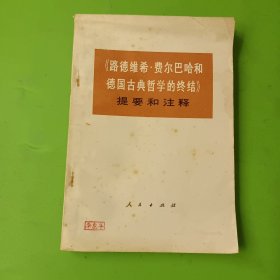 《路德维希·费尔巴哈和
德国古典哲学的终结》
提要和注释
人民出版社